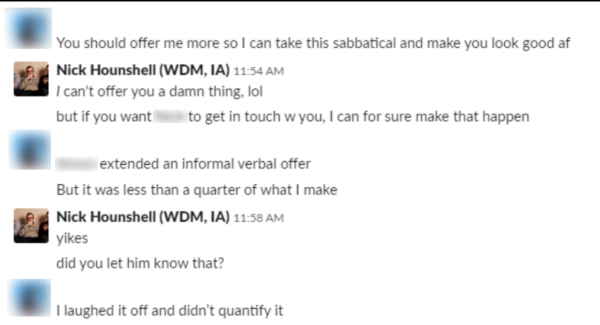 You should offer me more so I can take this sabbatical and make you look good af
Nick Hounshell (WDM, IA) 11:54 AM
I can't offer you a damn thing, lol
but if you want to get in touch w you, I can for sure make that happen
extended an informal verbal offer
But it was less than a quarter of what I make
Nick Hounshell (WDM, IA) 11:58 AM
yikes
did you let him know that?
I laughed it off and didn't quantify it